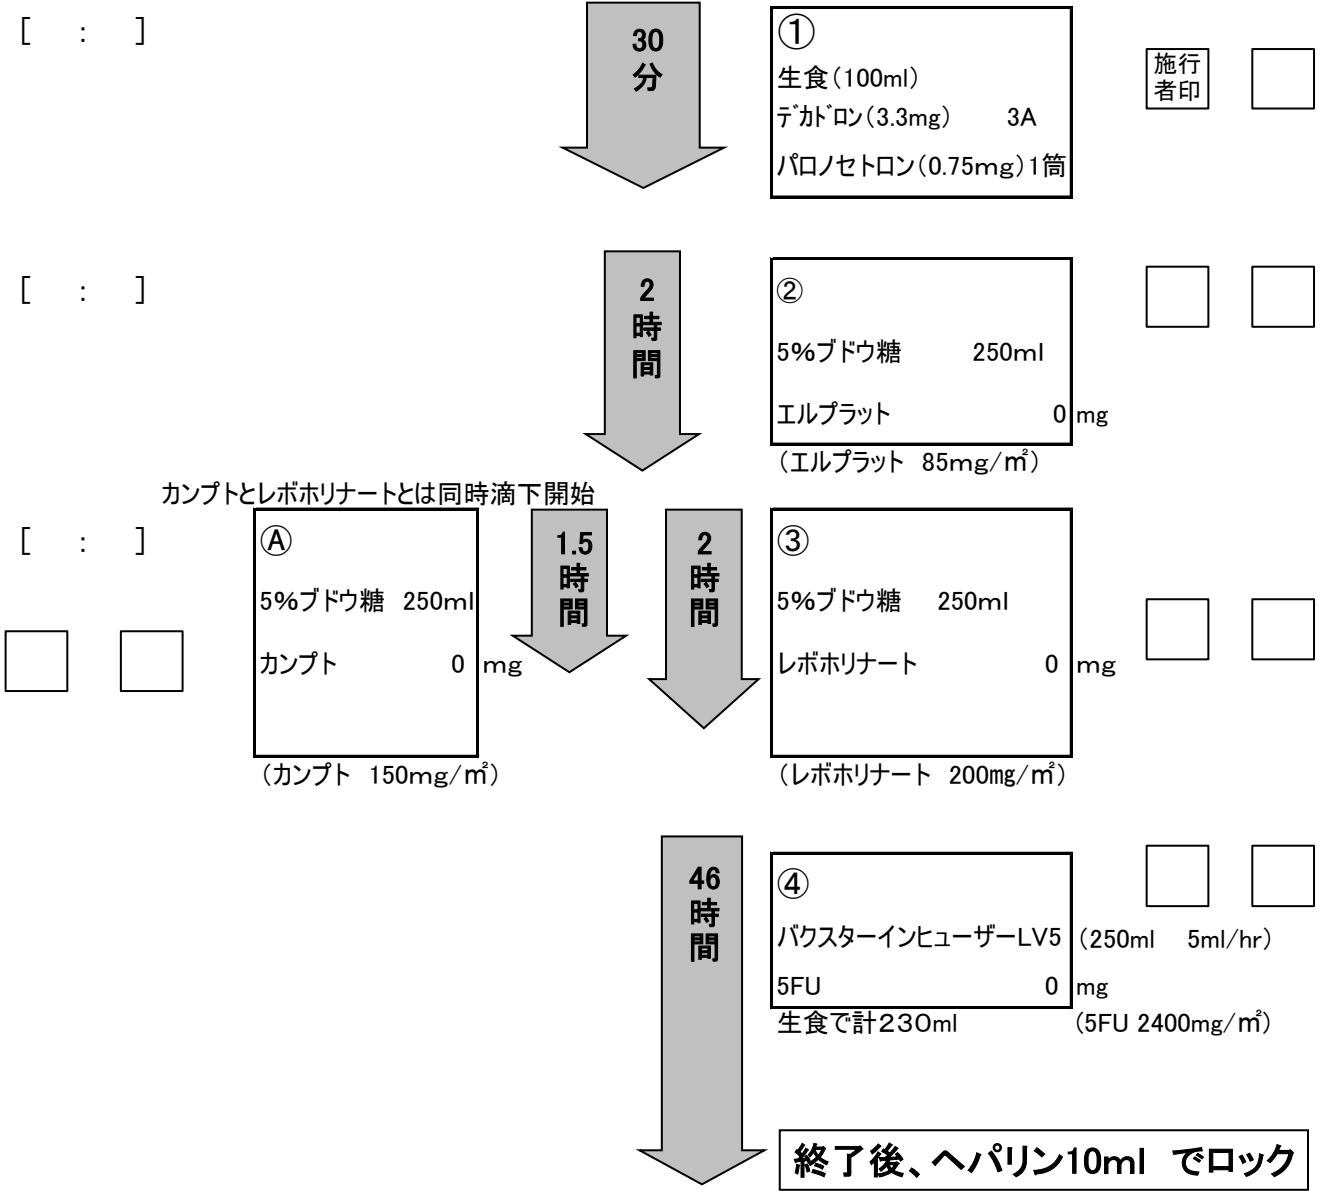 [　:　]
30
分
①
生食(100ml)
デカドロン(3.3mg)　3A
パロノセトロン(0.75mg)1筒
施行
者印
[　:　]
2
時
間
②
5%ブドウ糖　250ml
エルプラット　0 mg
(エルプラット　85mg/㎡)
カンプトとレボホリナートとは同時滴下開始
[　:　]
Ⓐ
5%ブドウ糖　250ml
カンプト　0 mg
(カンプト　150mg/㎡)
1.5
時
間
2
時
間
③
5%ブドウ糖　250ml
レボホリナート　0 mg
(レボホリナート　200mg/㎡)
46
時
間
④
バクスターインヒューザーLV5 (250ml　5ml/hr)
5FU　0 mg
生食で計230ml　(5FU 2400mg/㎡)
終了後、ヘパリン10ml　でロック